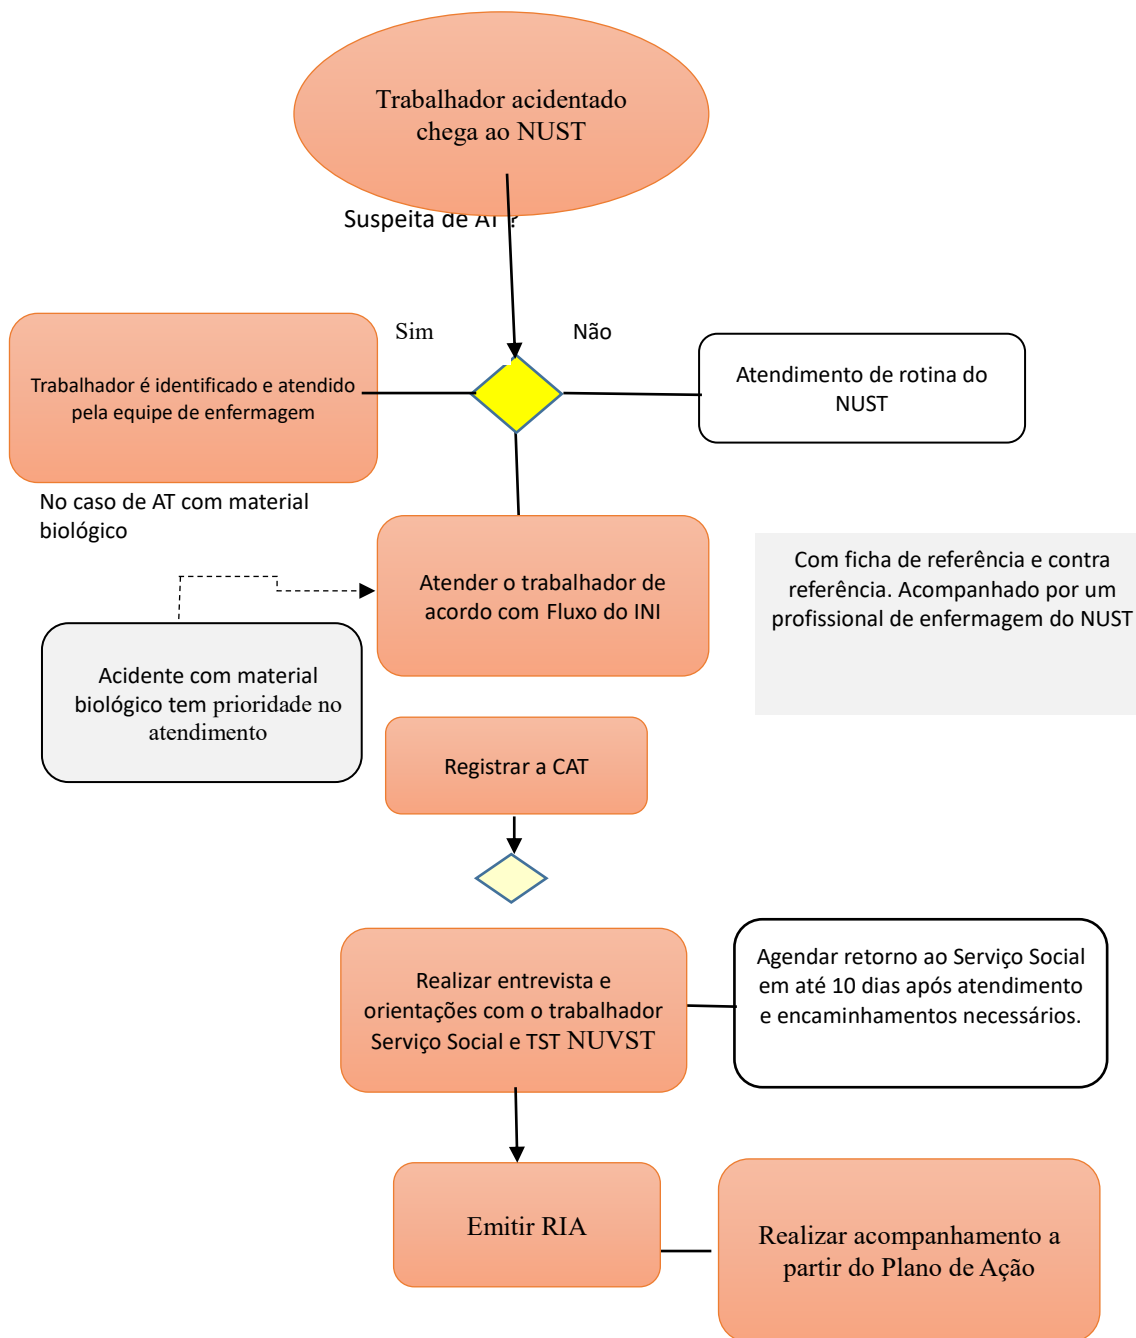 Trabalhador acidentado
chega ao NUST
Suspeita de AT ?
Sim
Não
Trabalhador é identificado e atendido
pela equipe de enfermagem
Atendimento de rotina do
NUST
No caso de AT com material
biológico
Atender o trabalhador de
acordo com Fluxo do INI
Com ficha de referência e contra
referência. Acompanhado por um
profissional de enfermagem do NUST
Acidente com material
biológico tem prioridade no
atendimento
Registrar a CAT
Realizar entrevista e
orientações com o trabalhador
Serviço Social e TST NUVST
Agendar retorno ao Serviço Social
em até 10 dias após atendimento
e encaminhamentos necessários.
Emitir RIA
Realizar acompanhamento a
partir do Plano de Ação